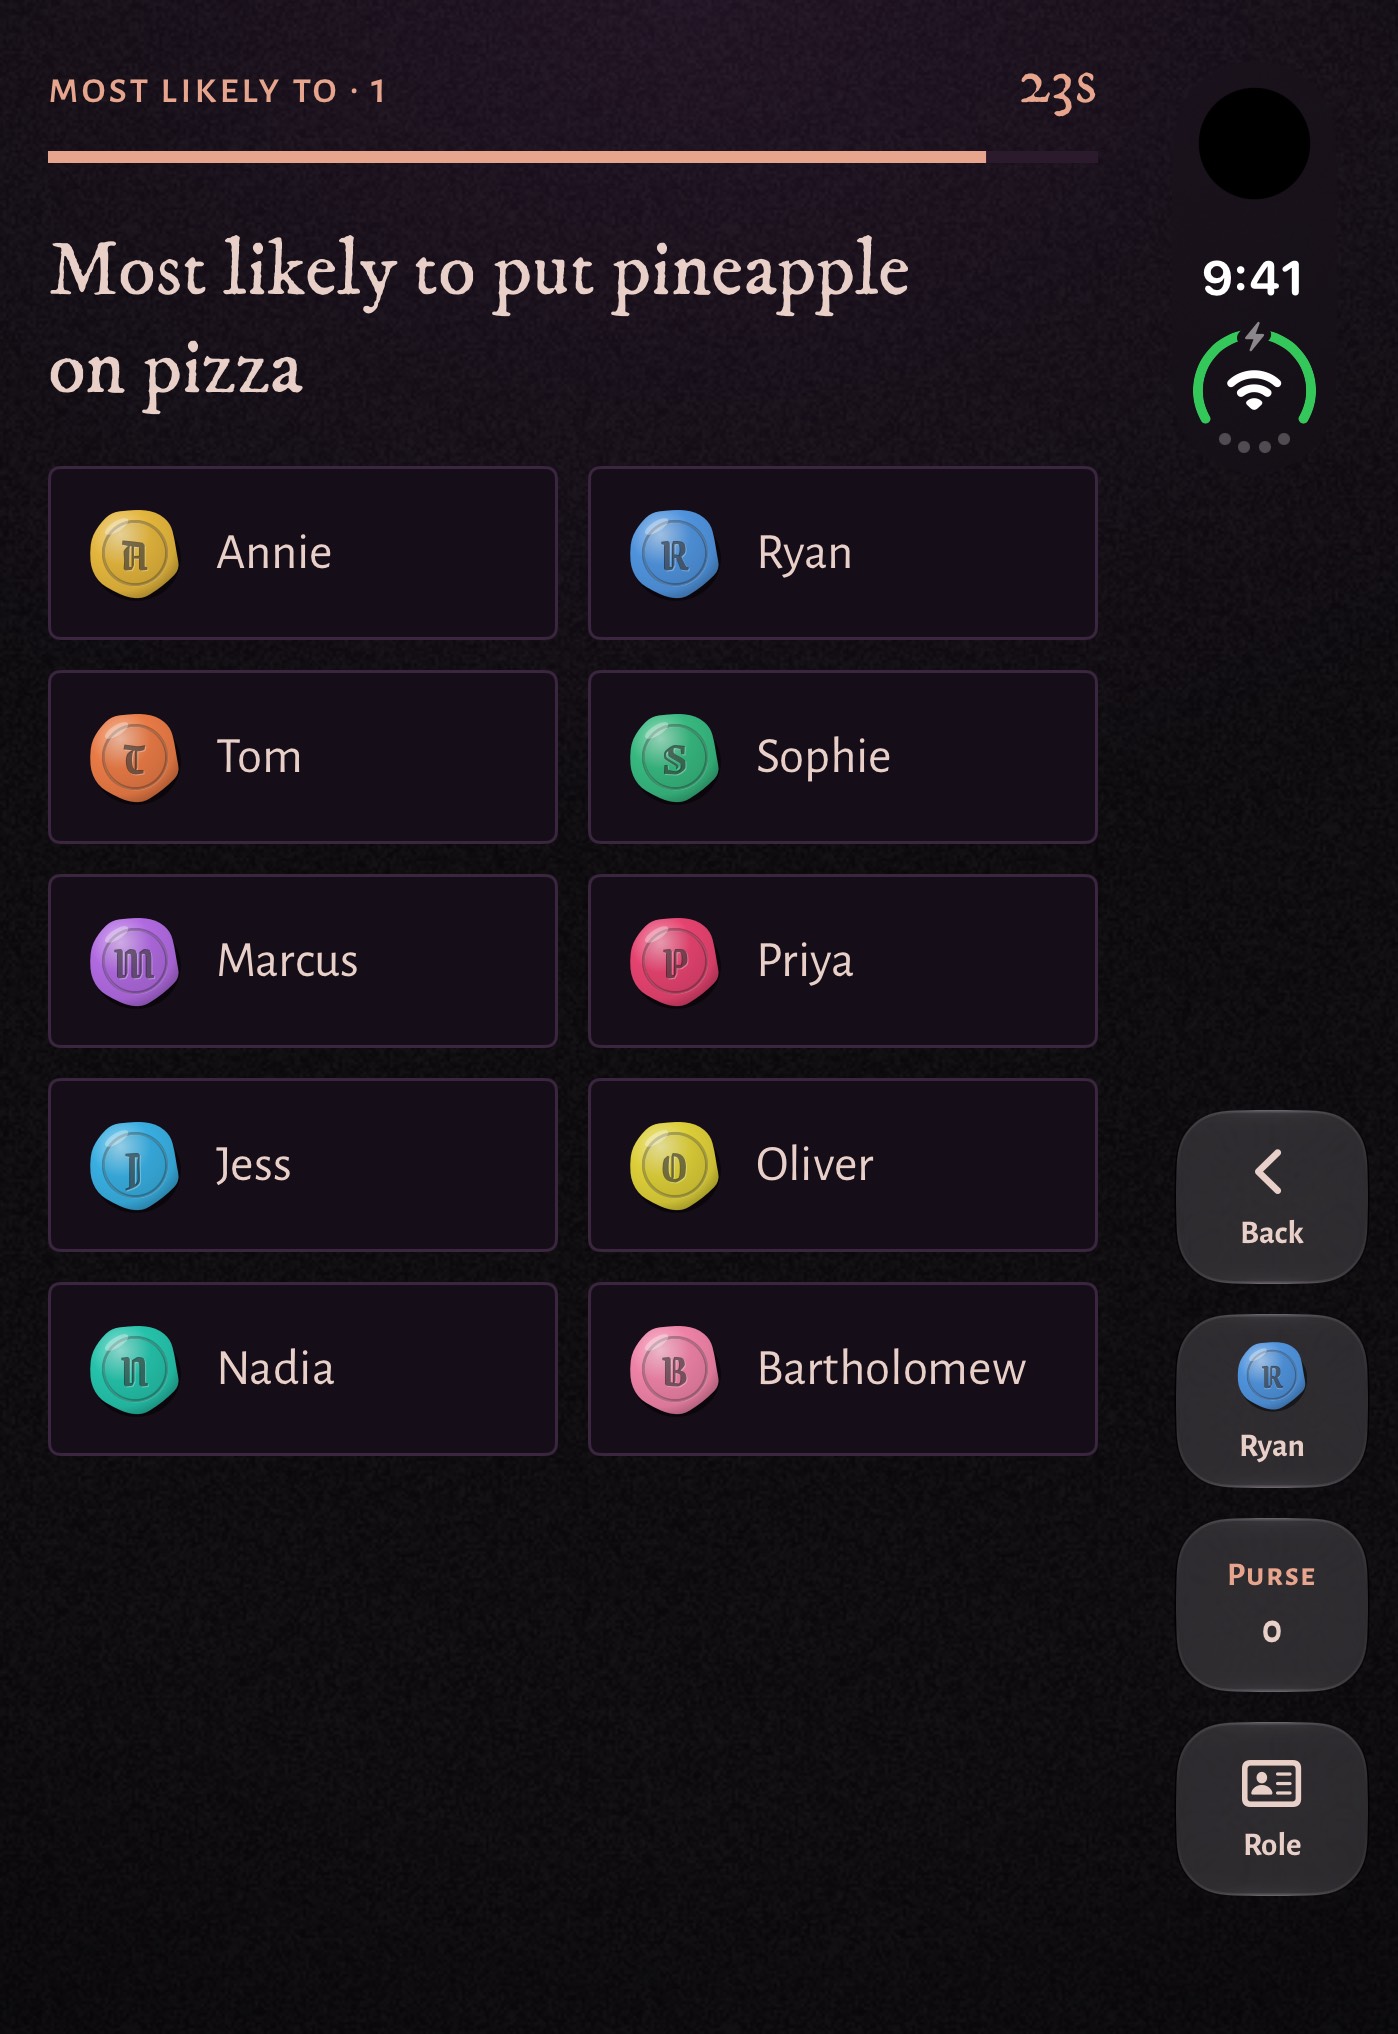 MOST LIKELY TO · 1
23s
Most likely to put pineapple
on pizza
9:41
A Annie
R Ryan
T Tom
S Sophie
M Marcus
P Priya
J Jess
O Oliver
N Nadia
B Bartholomew
Back
R
Ryan
PURSE
0
Role